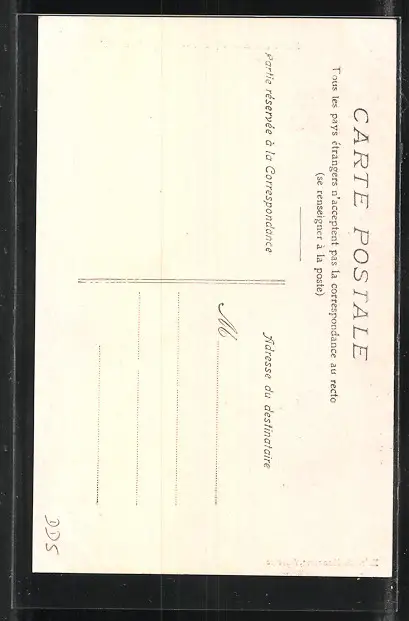 CARTE POSTALE
Tous les pays étrangers n'acceptent pas la correspondance au recto
(se renseigner à la poste)
Partie réservée à la Correspondance
Adresse du destinataire
M
DDS